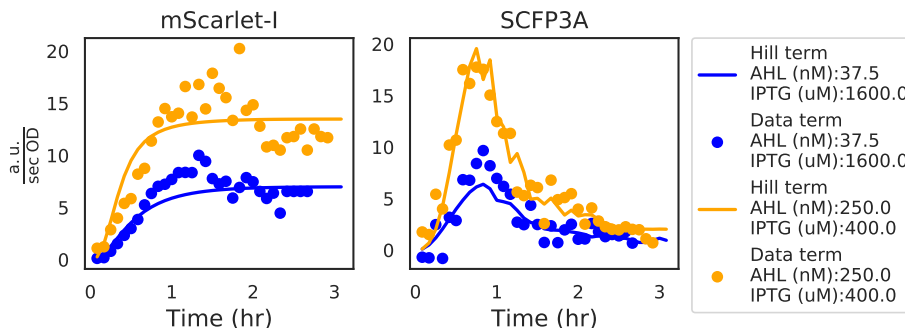 mScarlet-I
SCFP3A
a. u.
sec OD
20
15
10
5
0
0
1
2
3
Time (hr)
20
15
10
5
0
0
1
2
3
Time (hr)
Hill term
AHL (nM):37.5
IPTG (uM):1600.0
Data term
AHL (nM):37.5
IPTG (uM):1600.0
Hill term
AHL (nM):250.0
IPTG (uM):400.0
Data term
AHL (nM):250.0
IPTG (uM):400.0